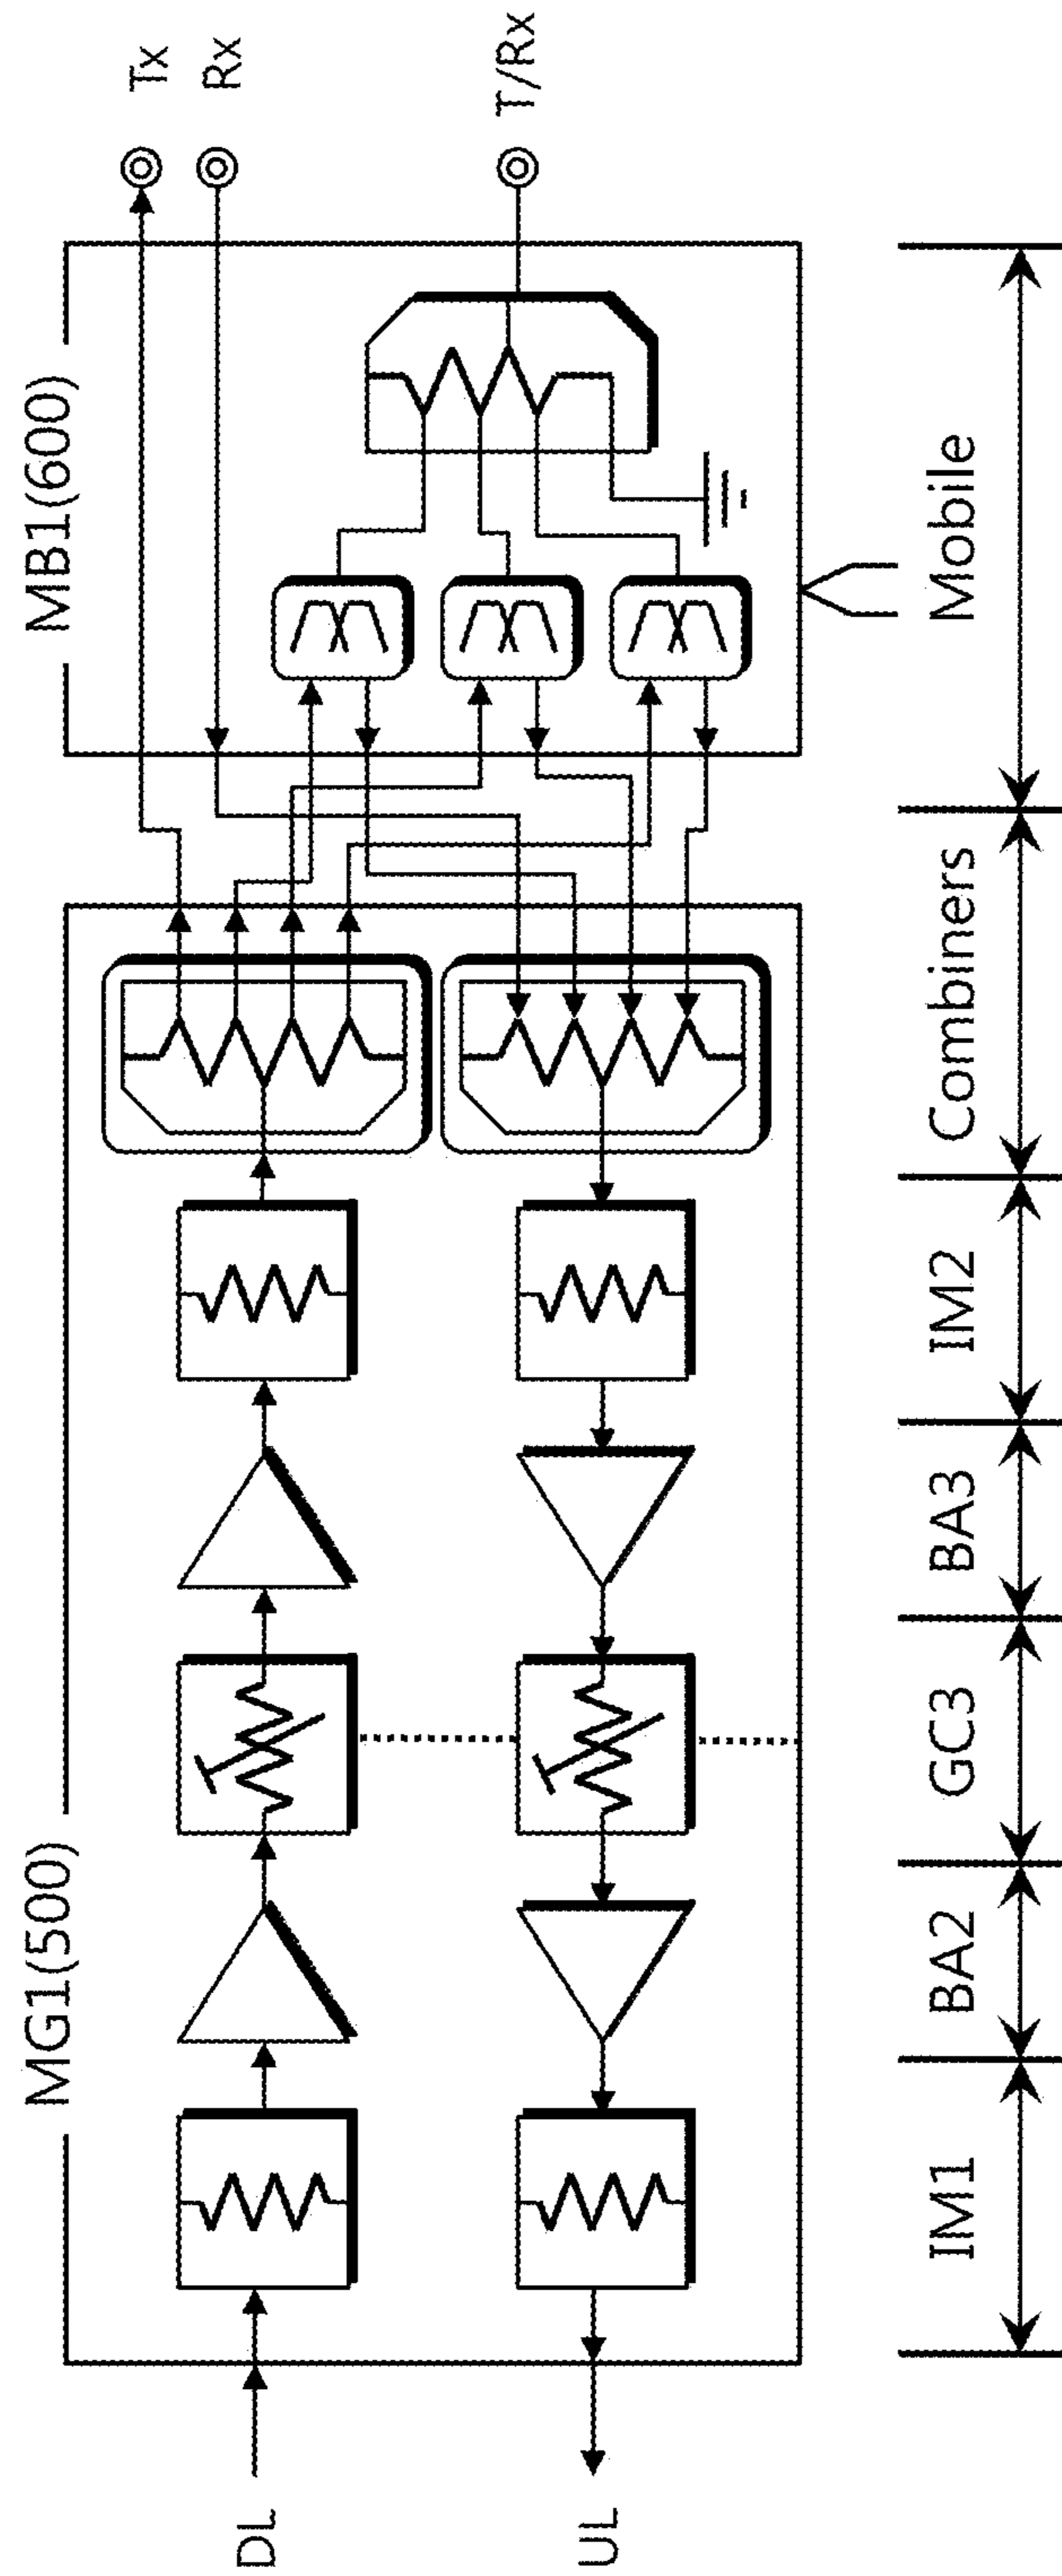 MG1(500)
MB1(600)
Tx
Rx
T/Rx
DL
UL
IM1
BA2
GC3
BA3
IM2
Combiners
Mobile